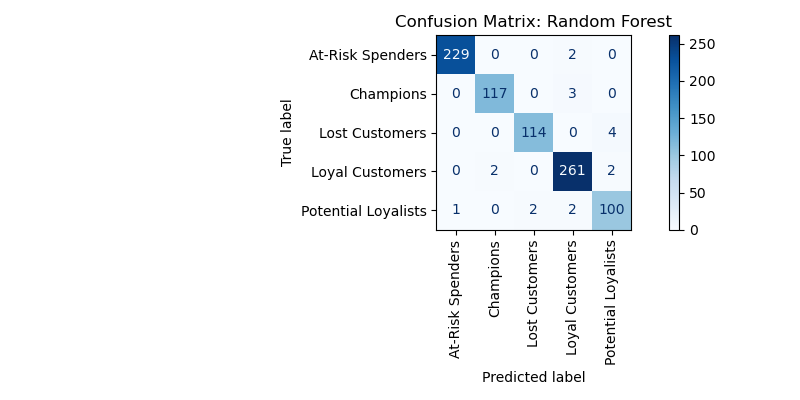 Confusion Matrix: Random Forest
True label
At-Risk Spenders 229 0 0 2 0
Champions 0 117 0 3 0
Lost Customers 0 0 114 0 4
Loyal Customers 0 2 0 261 2
Potential Loyalists 1 0 2 2 100
At-Risk Spenders
Champions
Lost Customers
Loyal Customers
Potential Loyalists
Predicted label
250
200
150
100
50
0